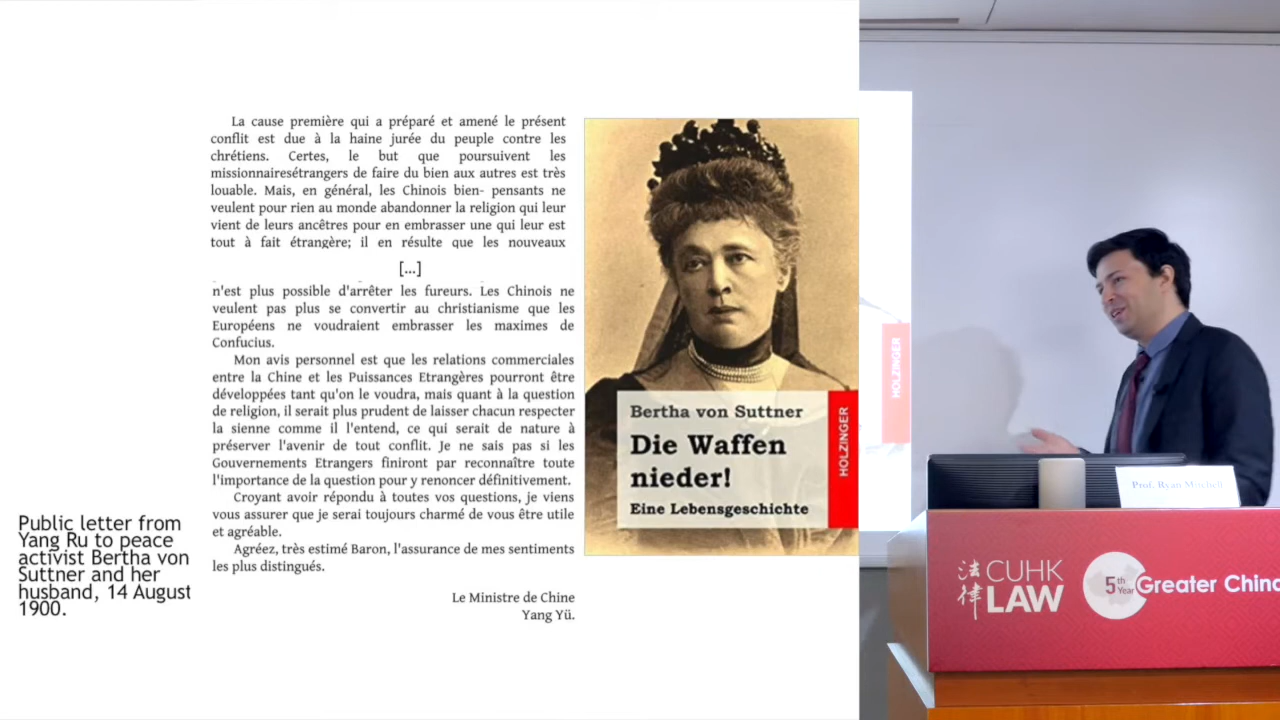 La cause première qui a préparé et amené le présent
conflit est due à la haine jurée du peuple contre les
chrétiens. Certes, le but que poursuivent les
missionnairesétrangers de faire du bien aux autres est très
louable. Mais, en général, les Chinois bien- pensants ne
veulent pour rien au monde abandonner la religion qui leur
vient de leurs ancêtres pour en embrasser une qui leur est
tout à fait étrangère; il en résulte que les nouveaux
[...]
n'est plus possible d'arrêter les fureurs. Les Chinois ne
veulent pas plus se convertir au christianisme que les
Européens ne voudraient embrasser les maximes de
Confucius.
Mon avis personnel est que les relations commerciales
entre la Chine et les Puissances Etrangères pourront être
développées tant qu'on le voudra, mais quant à la question
de religion, il serait plus prudent de laisser chacun respecter
la sienne comme il l'entend, ce qui serait de nature à
préserver l'avenir de tout conflit. Je ne sais pas si les
Gouvernements Etrangers finiront par reconnaître toute
l'importance de la question pour y renoncer définitivement.
Croyant avoir répondu à toutes vos questions, je viens
vous assurer que je serai toujours charmé de vous être utile
et agréable.
Agréez, très estimé Baron, l'assurance de mes sentiments
les plus distingués.
Le Ministre de Chine
Yang Yü.
Public letter from
Yang Ru to peace
activist Bertha von
Suttner and her
husband, 14 August
1900.
Bertha von Suttner
Die Waffen
nieder!
Eine Lebensgeschichte
HOLZINGER
HOLZINGER
Prof. Ryan Mitchell
法律
CUHK
LAW
5th
Year
Greater China